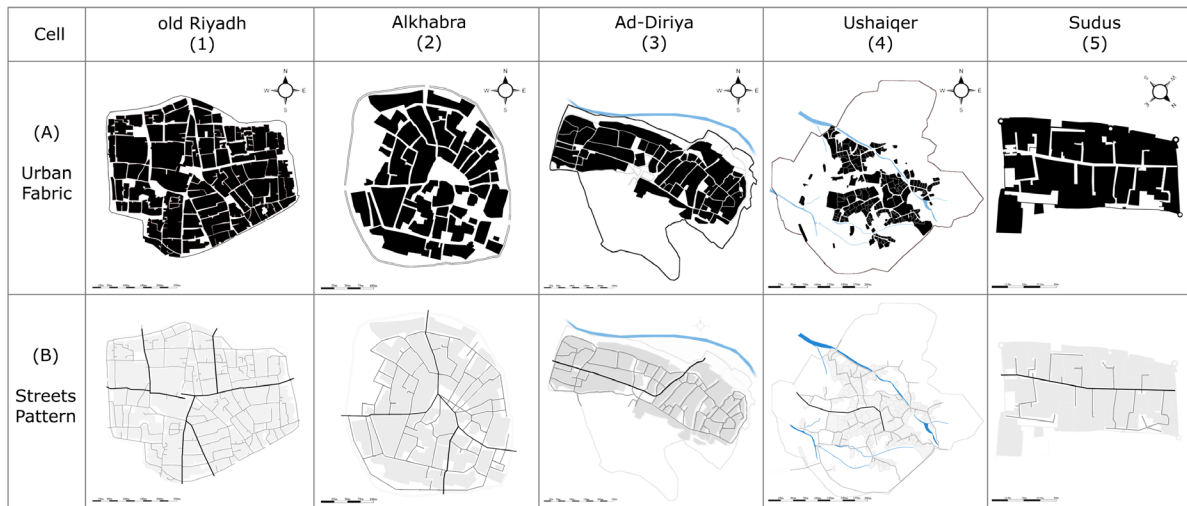 Cell
old Riyadh
(1)
Alkhabra
(2)
Ad-Diriya
(3)
Ushaiqer
(4)
Sudus
(5)
(A)
Urban
Fabric
N
W E
S
N
W E
S
N
W E
S
N
W E
S
S W
E N
(B)
Streets
Pattern